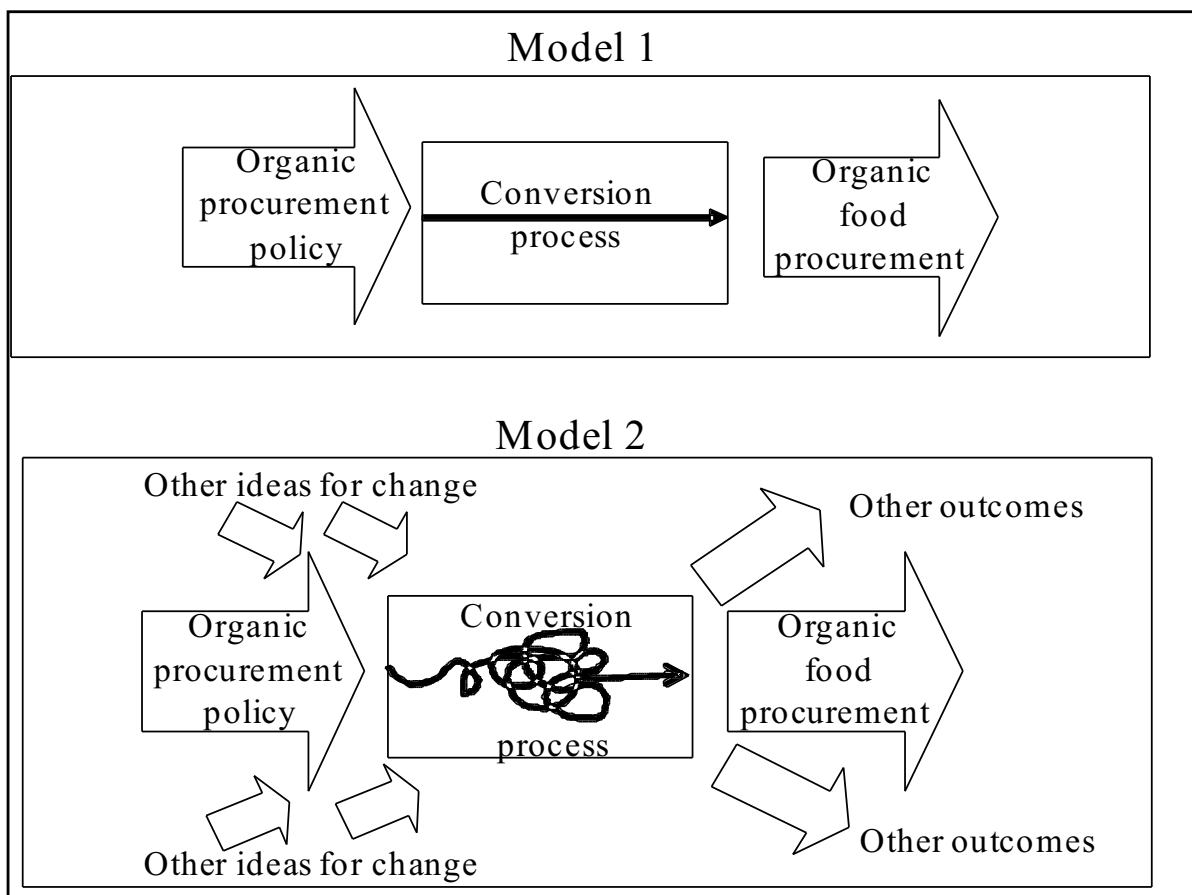 Model 1
Organic
procurement
policy
Conversion
process
Organic
food
procurement
Model 2
Other ideas for change
Other outcomes
Organic
procurement
policy
Conversion
process
Organic
food
procurement
Other ideas for change
Other outcomes